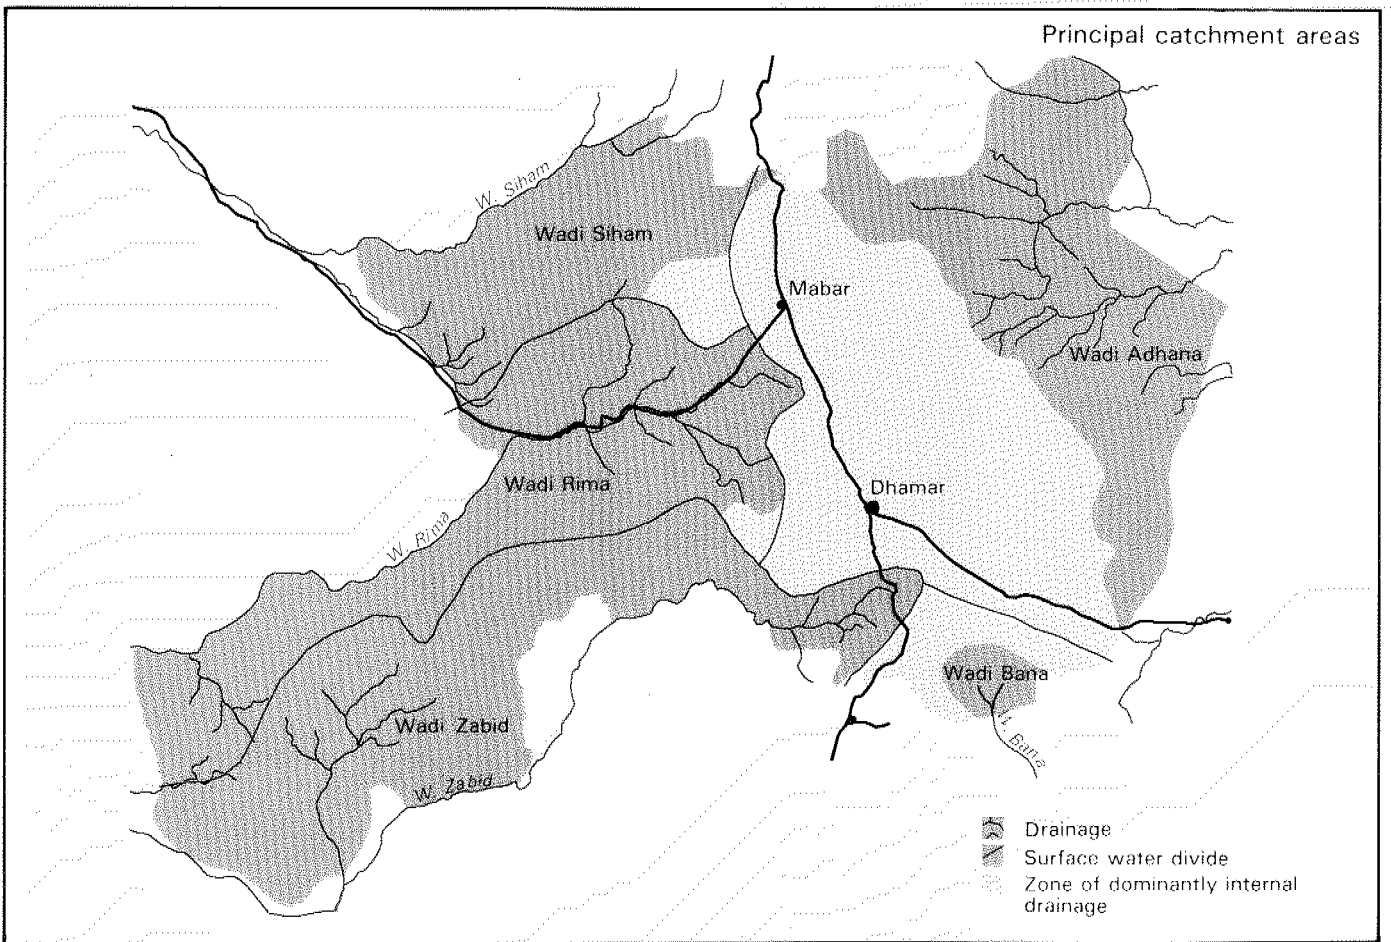 Principal catchment areas
W. Siham
Wadi Siham
Mabar
Wadi Adhana
Wadi Rima
Dhamar
W. Rima
Wadi Bana
Wadi Zabid
W. Zabid
Bana
Drainage
Surface water divide
Zone of dominantly internal
drainage